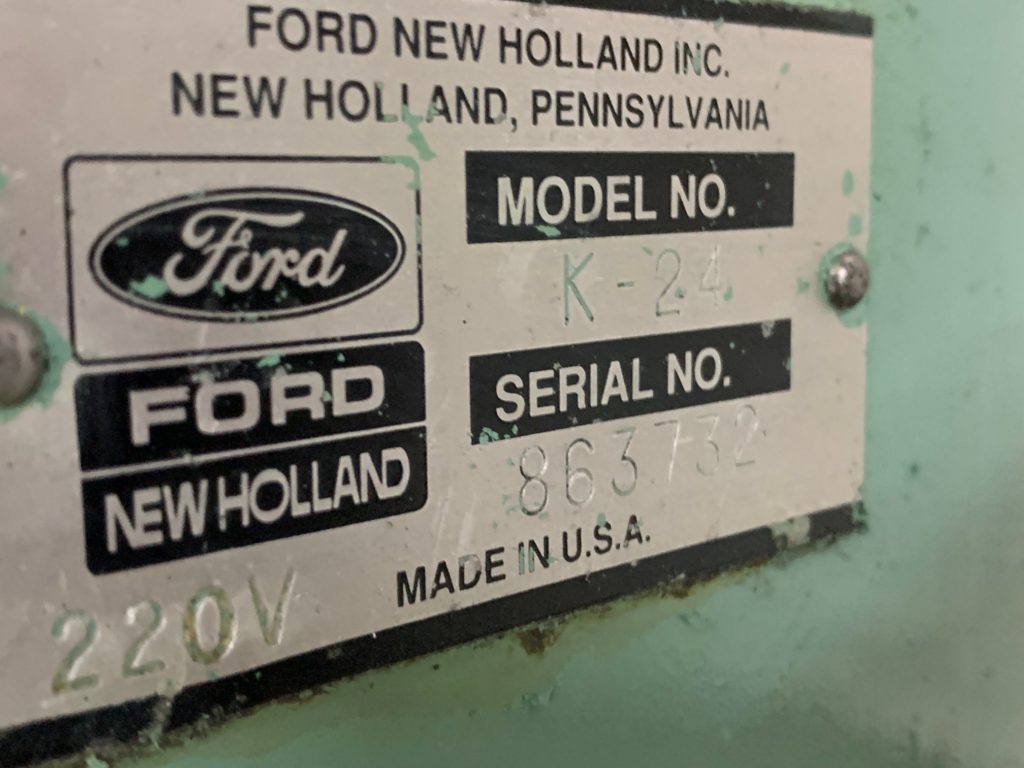 FORD NEW HOLLAND INC.
NEW HOLLAND, PENNSYLVANIA
Ford
FORD
NEW HOLLAND
MODEL NO.
K-24
SERIAL NO.
863732
MADE IN U.S.A.
220V